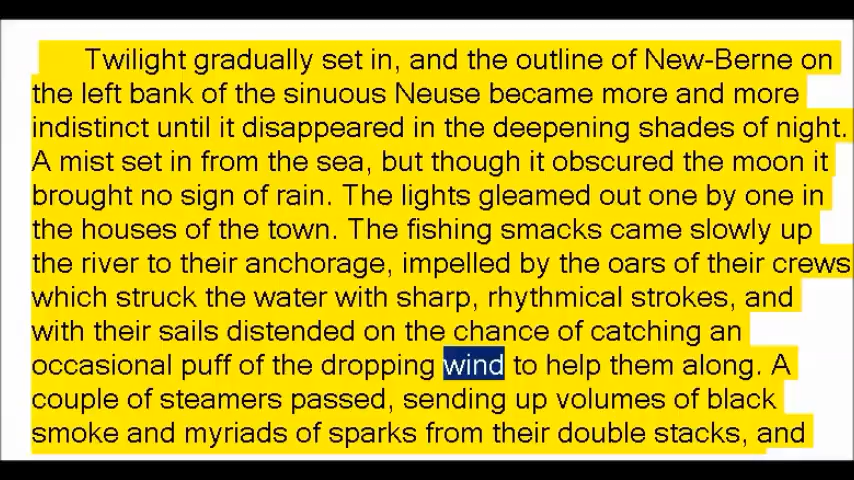 Twilight gradually set in, and the outline of New-Berne on
the left bank of the sinuous Neuse became more and more
indistinct until it disappeared in the deepening shades of night.
A mist set in from the sea, but though it obscured the moon it
brought no sign of rain. The lights gleamed out one by one in
the houses of the town. The fishing smacks came slowly up
the river to their anchorage, impelled by the oars of their crews
which struck the water with sharp, rhythmical strokes, and
with their sails distended on the chance of catching an
occasional puff of the dropping wind to help them along. A
couple of steamers passed, sending up volumes of black
smoke and myriads of sparks from their double stacks, and